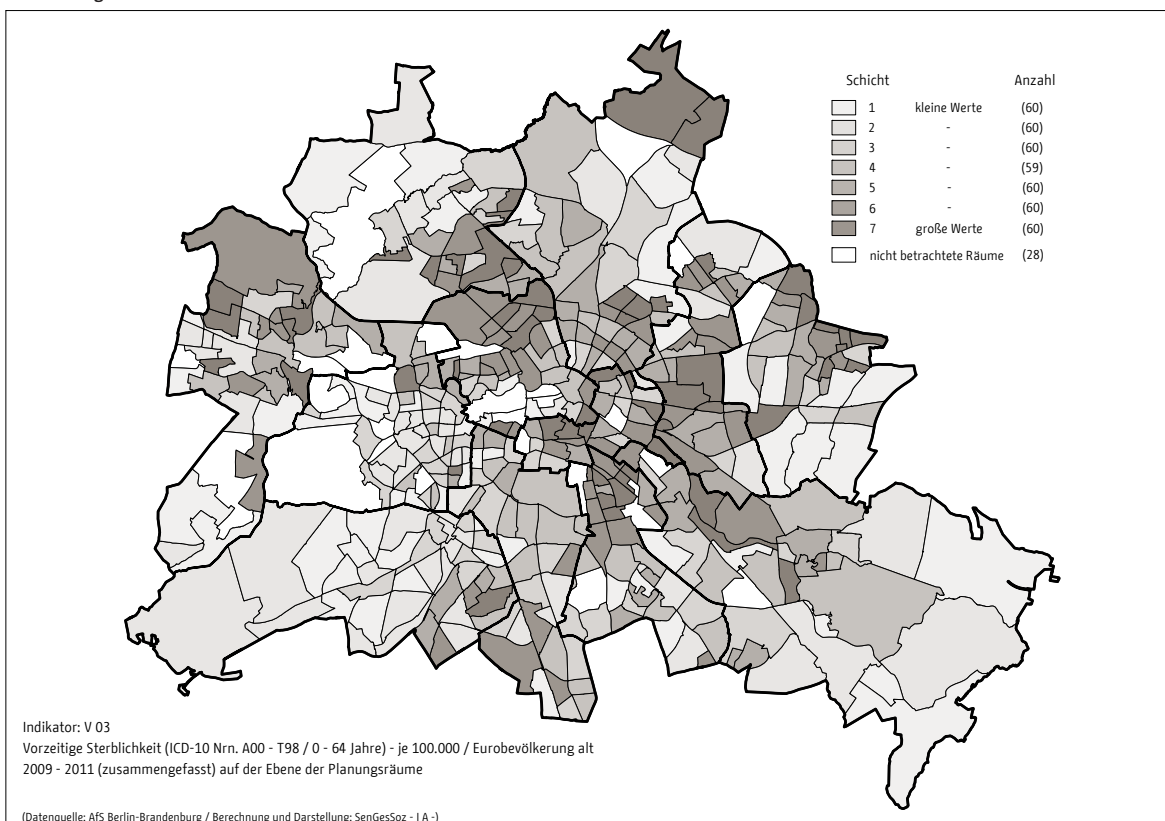 Schicht Anzahl
1 kleine Werte (60)
2 - (60)
3 - (60)
4 - (59)
5 - (60)
6 - (60)
7 große Werte (60)
nicht betrachtete Räume (28)
Indikator: V 03
Vorzeitige Sterblichkeit (ICD-10 Nrn. A00 - T98 / 0 - 64 Jahre) - je 100.000 / Eurobevölkerung alt
2009 - 2011 (zusammengefasst) auf der Ebene der Planungsräume
(Datenquelle: AfS Berlin-Brandenburg / Berechnung und Darstellung: SenGesSoz - I A -)